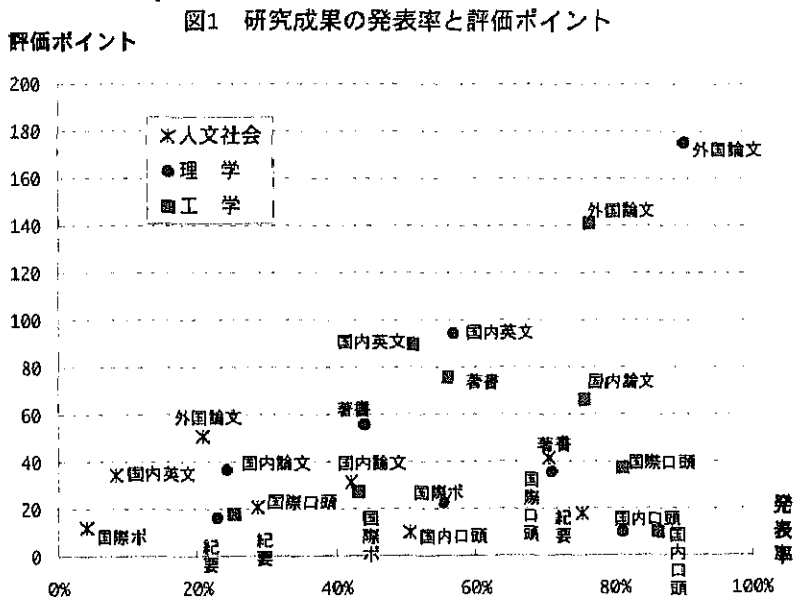 図1 研究成果の発表率と評価ポイント
評価ポイント
200
180
160
140
120
100
80
60
40
20
0
人文社会
理 学
工 学
外国論文
外国論文
国内英文
国内英文
著書
国内論文
著書
外国論文
著書
国内英文
国内論文
国内論文
国際口頭
国際ポ
国際口頭
国際ポ
国内口頭
国内口頭
国際ポ
国際口頭
紀要
紀要
紀要
国内口頭
発表率
0%
20%
40%
60%
80%
100%